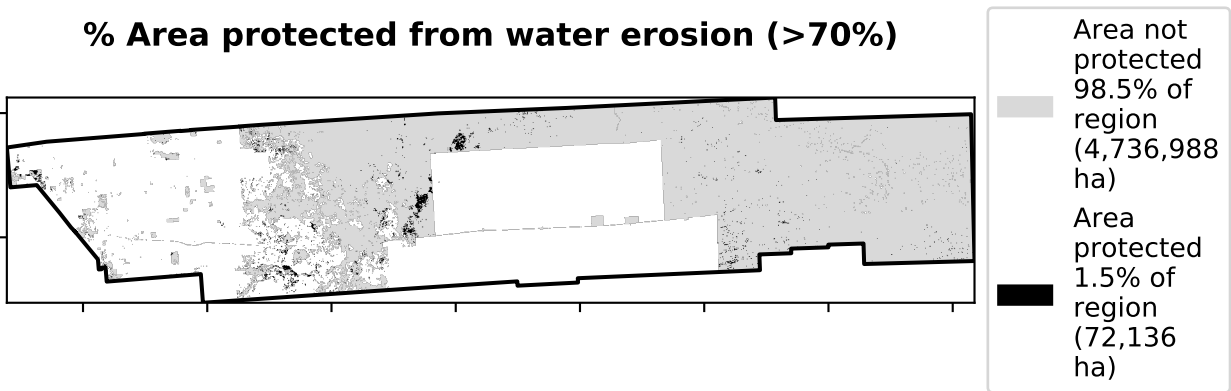 % Area protected from water erosion (>70%)
Area not
protected
98.5% of
region
(4,736,988
ha)
Area
protected
1.5% of
region
(72,136
ha)